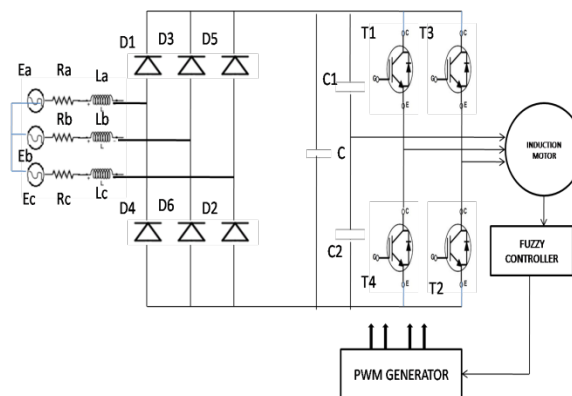 D1 D3 D5
T1 T3
Ea Ra La
C1
Rb Lb
Eb
C
Ec Rc Lc
D4 D6 D2
C2
T4 T2
C
G
E
C
G
E
C
G
E
C
G
E
L
L
L
INDUCTION
MOTOR
FUZZY
CONTROLLER
PWM GENERATOR